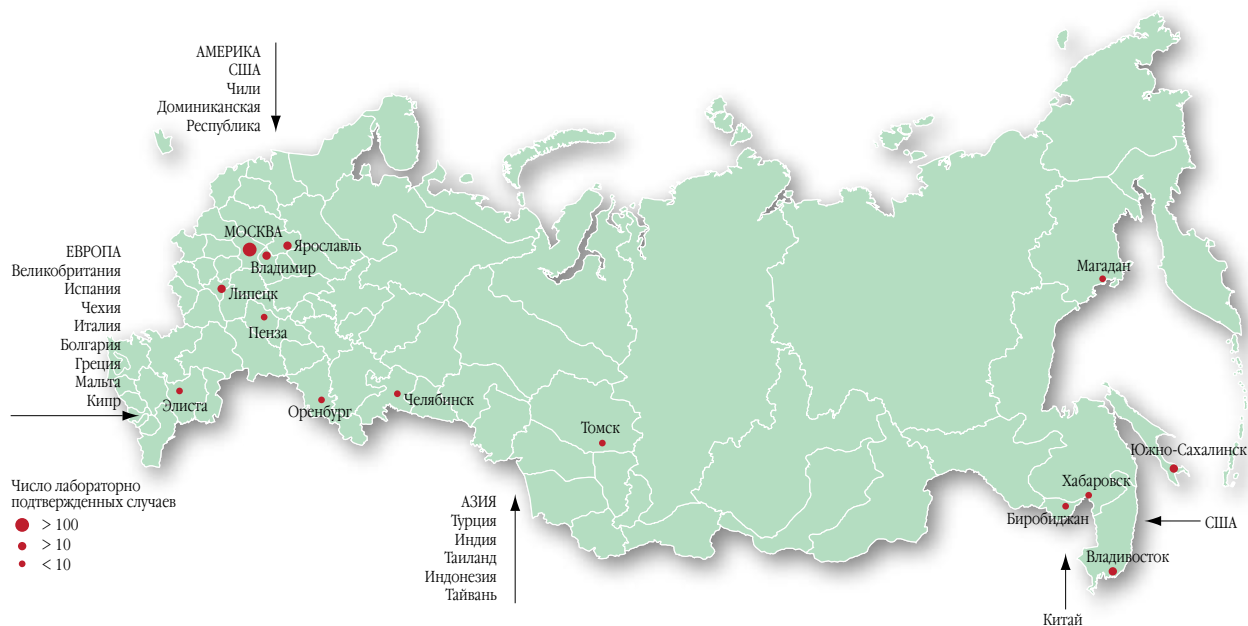 АМЕРИКА
США
Чили
Доминиканская
Республика
ЕВРОПА
Великобритания
Испания
Чехия
Италия
Болгария
Греция
Мальта
Кипр
МОСКВА
Ярославль
Владимир
Липецк
Пенза
Элиста
Оренбург
Челябинск
Томск
Магадан
Южно-Сахалинск
Хабаровск
Биробиджан
Владивосток
США
Китай
АЗИЯ
Турция
Индия
Таиланд
Индонезия
Тайвань
Число лабораторно
подтвержденных случаев
> 100
> 10
< 10